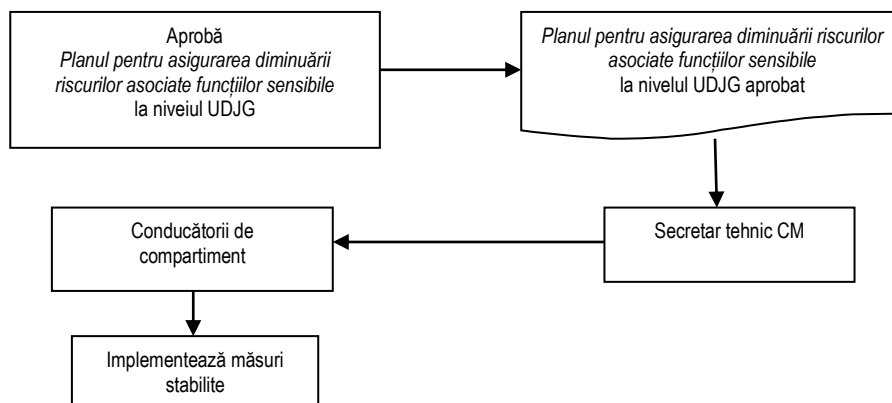 Aprobă
Planul pentru asigurarea diminuării
riscurilor asociate funcțiilor sensibile
la niveiul UDJG
Planul pentru asigurarea diminuării riscurilor
asociate funcțiilor sensibile
la nivelul UDJG aprobat
Conducătorii de
compartiment
Secretar tehnic CM
Implementează măsuri
stabilite